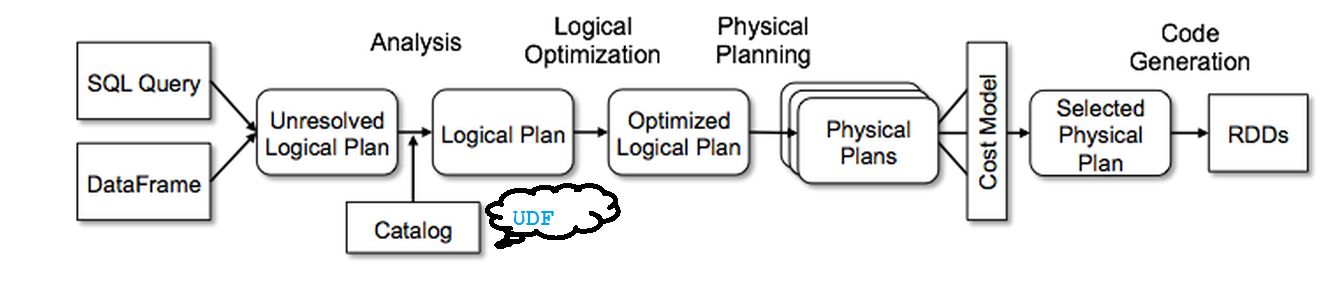 Analysis
Logical
Optimization
Physical
Planning
Code
Generation
SQL Query
DataFrame
Unresolved
Logical Plan
Logical Plan
Optimized
Logical Plan
Physical
Plans
Cost Model
Selected
Physical
Plan
RDDs
Catalog
UDF